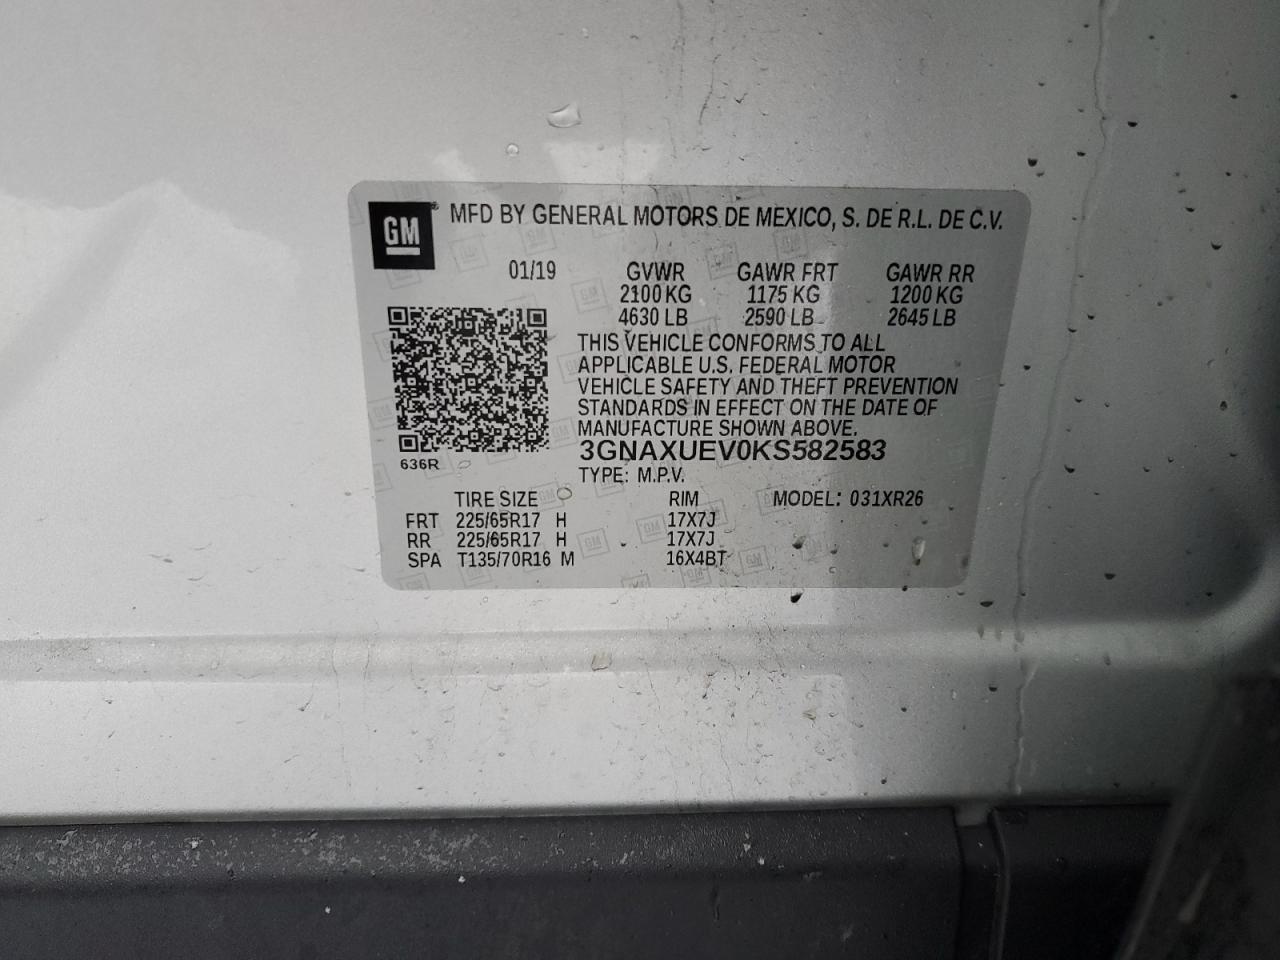 GM® MFD BY GENERAL MOTORS DE MEXICO, S. DE R.L. DE C.V.
01/19 GVWR GAWR FRT GAWR RR
2100 KG 1175 KG 1200 KG
4630 LB 2590 LB 2645 LB
THIS VEHICLE CONFORMS TO ALL
APPLICABLE U.S. FEDERAL MOTOR
VEHICLE SAFETY AND THEFT PREVENTION
STANDARDS IN EFFECT ON THE DATE OF
MANUFACTURE SHOWN ABOVE.
3GNAXUEV0KS582583
636R
TYPE: M.P.V.
TIRE SIZE RIM MODEL: 031XR26
FRT 225/65R17 H 17X7J
RR 225/65R17 H 17X7J
SPA T135/70R16 M 16X4BT